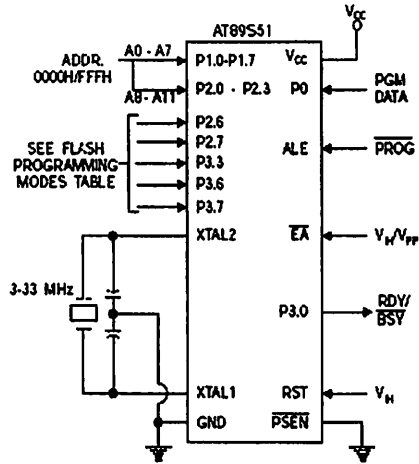 AT89S51
VCC
ADDR.
0000H/FFFH
A0 - A7
A8 - A11
P1.0-P1.7
P2.0 - P2.3
P2.6
P2.7
P3.3
P3.6
P3.7
SEE FLASH
PROGRAMMING
MODES TABLE
XTAL2
3-33 MHz
XTAL1
GND
VCC
P0
PGM
DATA
ALE
PROG
EA
VH/VPP
P3.0
RDY/
BSY
RST
VH
PSEN